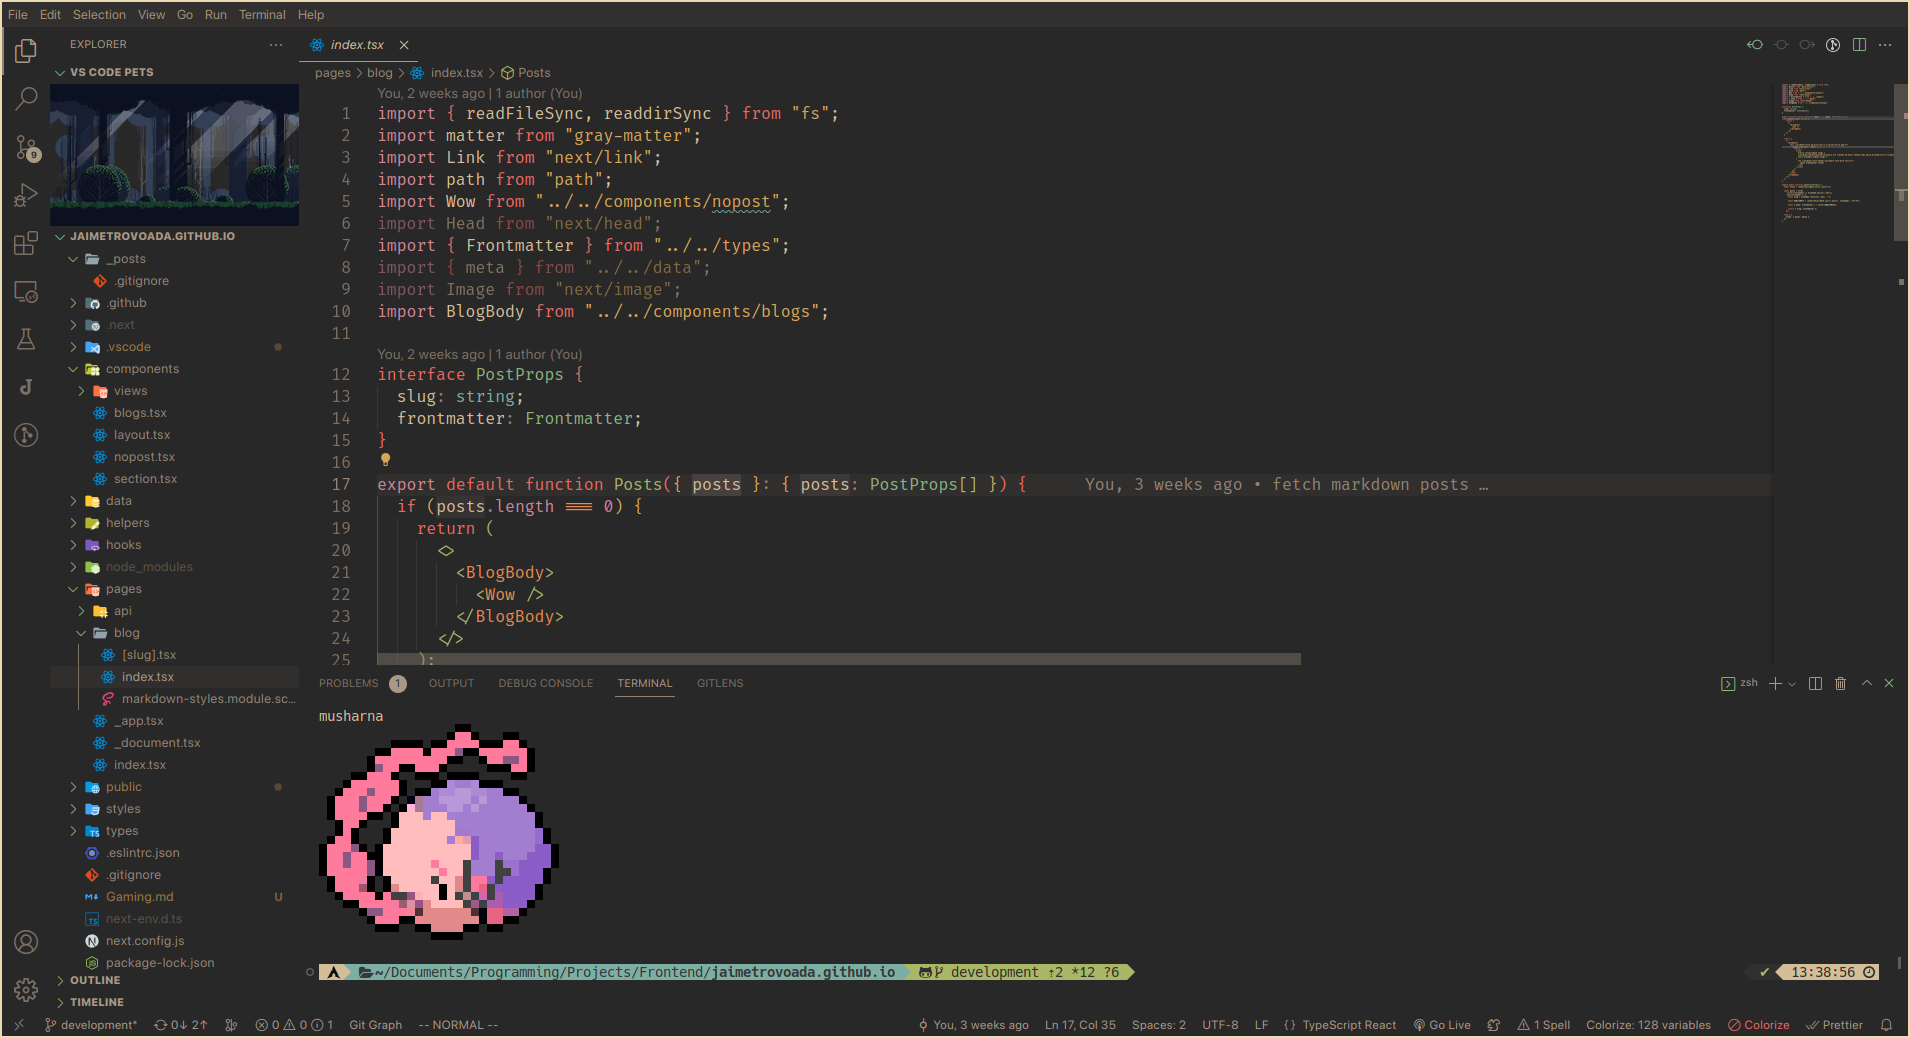 File Edit Selection View Go Run Terminal Help
EXPLORER
VS CODE PETS
JAIMETROVOADA.GITHUB.IO
_posts
.gitignore
.github
.next
.vscode
components
views
blogs.tsx
layout.tsx
nopost.tsx
section.tsx
data
helpers
hooks
node_modules
pages
api
blog
[slug].tsx
index.tsx
markdown-styles.module.sc...
_app.tsx
_document.tsx
index.tsx
public
styles
types
.eslintrc.json
.gitignore
Gaming.md U
next-env.d.ts
next.config.js
package-lock.json
OUTLINE
TIMELINE
9
index.tsx
pages > blog > index.tsx > Posts
You, 2 weeks ago | 1 author (You)
1 import { readFileSync, readdirSync } from "fs";
2 import matter from "gray-matter";
3 import Link from "next/link";
4 import path from "path";
5 import Wow from "../../components/nopost";
6 import Head from "next/head";
7 import { Frontmatter } from "../../types";
8 import { meta } from "../../data";
9 import Image from "next/image";
10 import BlogBody from "../../components/blogs";
11
You, 2 weeks ago | 1 author (You)
12 interface PostProps {
13 slug: string;
14 frontmatter: Frontmatter;
15 }
16
17 export default function Posts({ posts }: { posts: PostProps[] }) { You, 3 weeks ago • fetch markdown posts …
18 if (posts.length === 0) {
19 return (
20 <>
21 <BlogBody>
22 <Wow />
23 </BlogBody>
24 </>
25 );
PROBLEMS 1 OUTPUT DEBUG CONSOLE TERMINAL GITLENS
zsh
musharna
~/Documents/Programming/Projects/Frontend/jaimetrovoada.github.io development ↑2 *12 ?6
✔ 13:38:56
development* 0↓ 2↑ 0 0 1 Git Graph -- NORMAL --
You, 3 weeks ago Ln 17, Col 35 Spaces: 2 UTF-8 LF {} TypeScript React Go Live 1 Spell Colorize: 128 variables Colorize Prettier